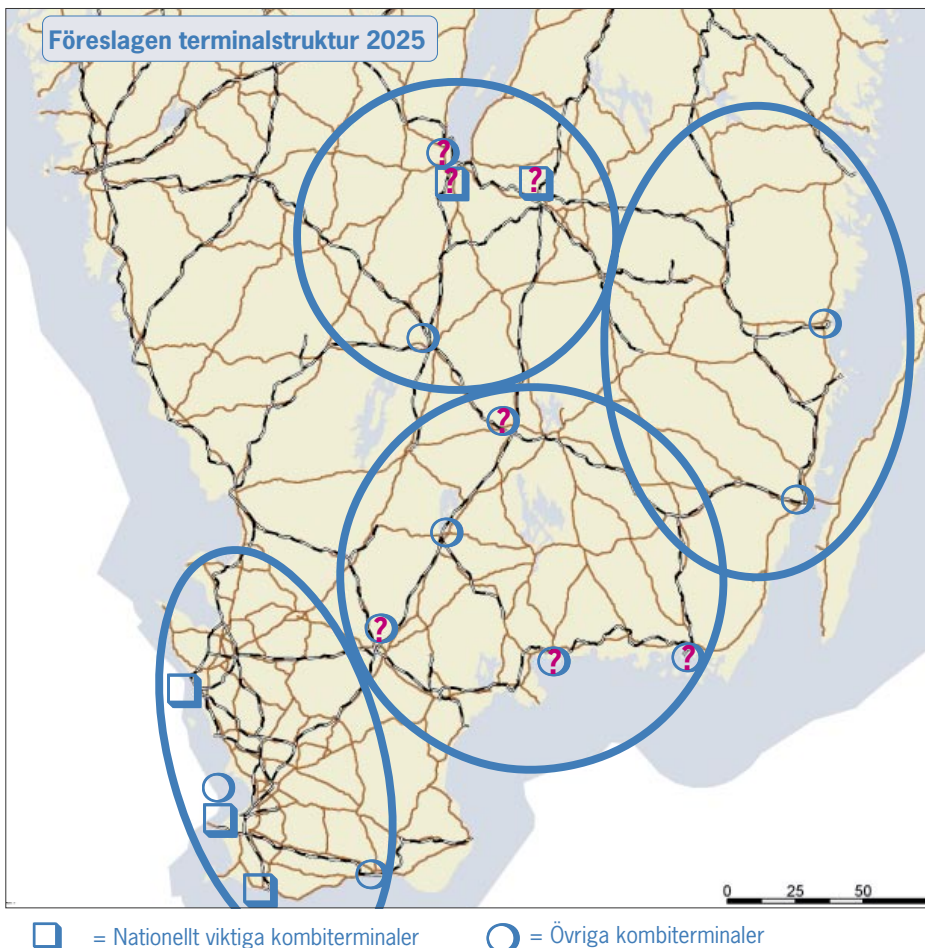 Föreslagen terminalstruktur 2025
?
?
?
?
?
?
?
0 25 50
= Nationellt viktiga kombiterminaler
= Övriga kombiterminaler